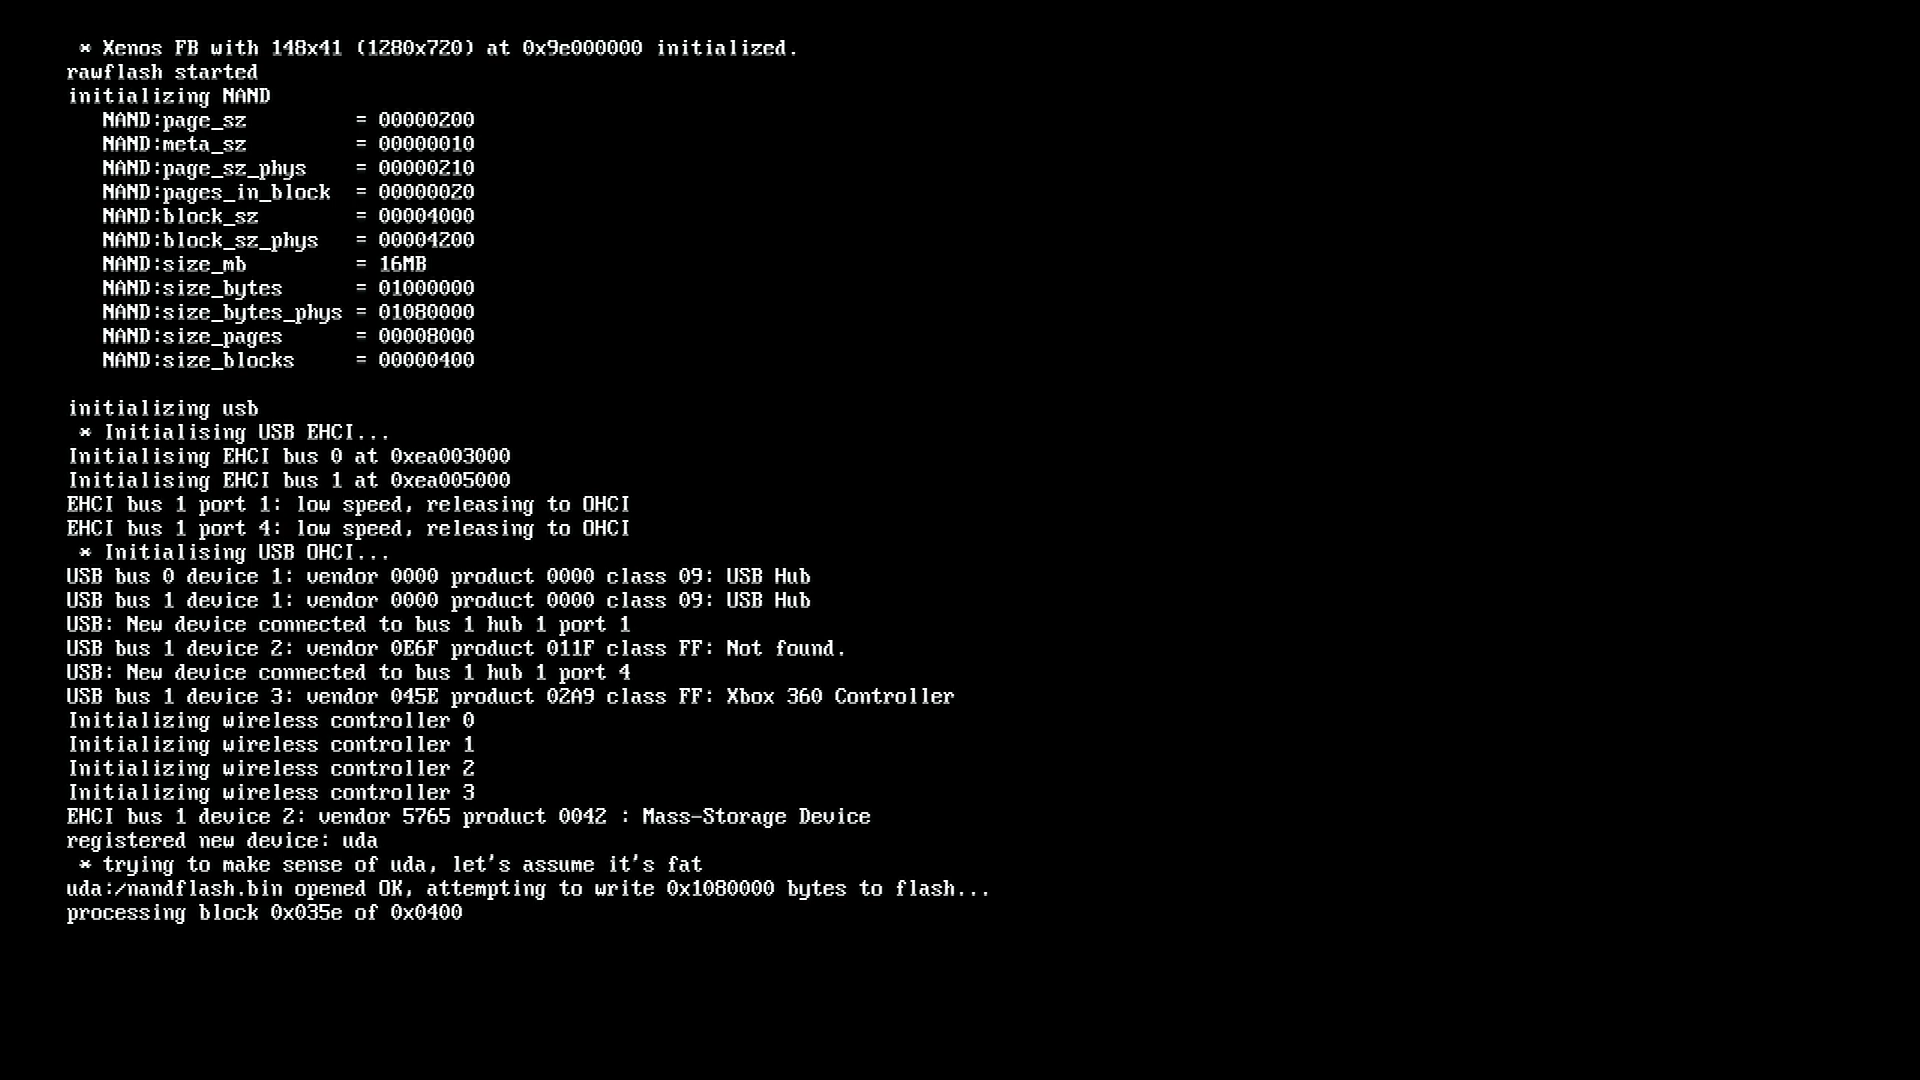 * Xenos FB with 148x41 (1280x720) at 0x9e000000 initialized.
rawflash started
initializing NAND
NAND:page_sz = 00000200
NAND:meta_sz = 00000010
NAND:page_sz_phys = 00000210
NAND:pages_in_block = 00000020
NAND:block_sz = 00004000
NAND:block_sz_phys = 00004200
NAND:size_mb = 16MB
NAND:size_bytes = 01000000
NAND:size_bytes_phys = 01080000
NAND:size_pages = 00008000
NAND:size_blocks = 00000400
initializing usb
* Initialising USB EHCI...
Initialising EHCI bus 0 at 0xea003000
Initialising EHCI bus 1 at 0xea005000
EHCI bus 1 port 1: low speed, releasing to OHCI
EHCI bus 1 port 4: low speed, releasing to OHCI
* Initialising USB OHCI...
USB bus 0 device 1: vendor 0000 product 0000 class 09: USB Hub
USB bus 1 device 1: vendor 0000 product 0000 class 09: USB Hub
USB: New device connected to bus 1 hub 1 port 1
USB bus 1 device 2: vendor 0E6F product 011F class FF: Not found.
USB: New device connected to bus 1 hub 1 port 4
USB bus 1 device 3: vendor 045E product 02A9 class FF: Xbox 360 Controller
Initializing wireless controller 0
Initializing wireless controller 1
Initializing wireless controller 2
Initializing wireless controller 3
EHCI bus 1 device 2: vendor 5765 product 0042 : Mass-Storage Device
registered new device: uda
* trying to make sense of uda, let's assume it's fat
uda:/nandflash.bin opened OK, attempting to write 0x1080000 bytes to flash...
processing block 0x035e of 0x0400